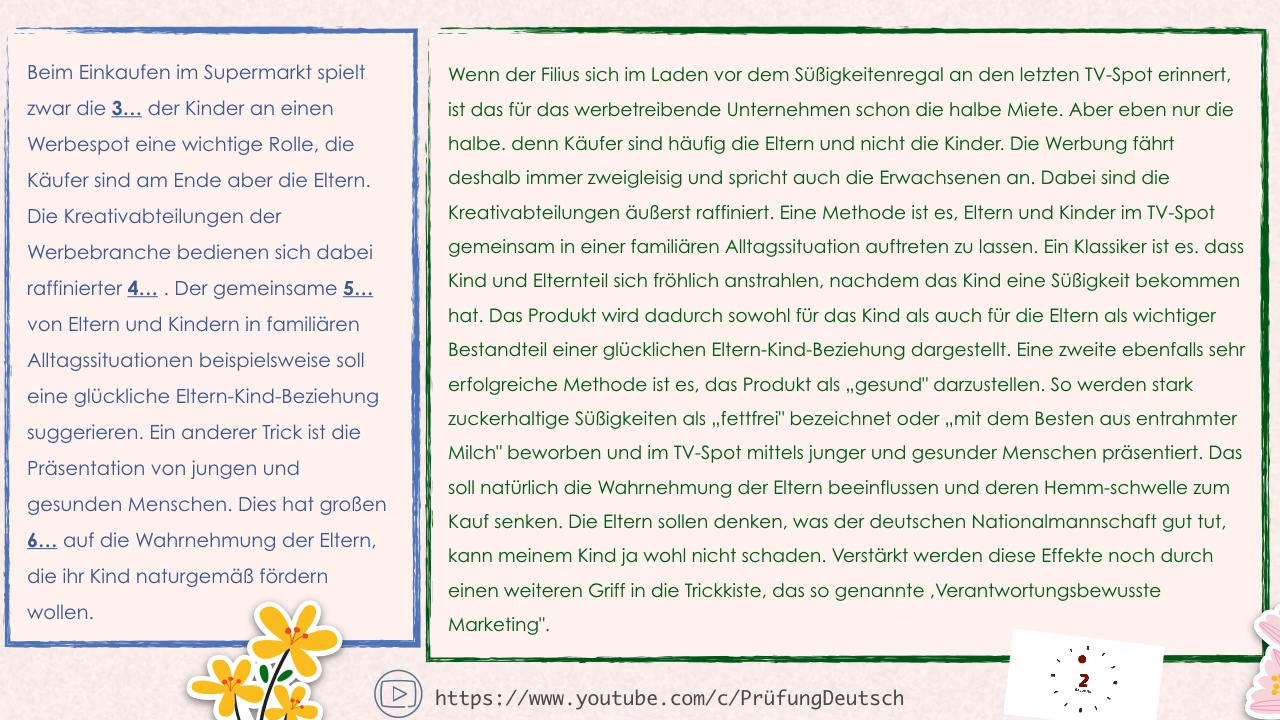 Beim Einkaufen im Supermarkt spielt
zwar die 3... der Kinder an einen
Werbespot eine wichtige Rolle, die
Käufer sind am Ende aber die Eltern.
Die Kreativabteilungen der
Werbebranche bedienen sich dabei
raffinierter 4... . Der gemeinsame 5...
von Eltern und Kindern in familiären
Alltagssituationen beispielsweise soll
eine glückliche Eltern-Kind-Beziehung
suggerieren. Ein anderer Trick ist die
Präsentation von jungen und
gesunden Menschen. Dies hat großen
6... auf die Wahrnehmung der Eltern,
die ihr Kind naturgemäß fördern
wollen.
Wenn der Filius sich im Laden vor dem Süßigkeitenregal an den letzten TV-Spot erinnert,
ist das für das werbetreibende Unternehmen schon die halbe Miete. Aber eben nur die
halbe. denn Käufer sind häufig die Eltern und nicht die Kinder. Die Werbung fährt
deshalb immer zweigleisig und spricht auch die Erwachsenen an. Dabei sind die
Kreativabteilungen äußerst raffiniert. Eine Methode ist es, Eltern und Kinder im TV-Spot
gemeinsam in einer familiären Alltagssituation auftreten zu lassen. Ein Klassiker ist es. dass
Kind und Elternteil sich fröhlich anstrahlen, nachdem das Kind eine Süßigkeit bekommen
hat. Das Produkt wird dadurch sowohl für das Kind als auch für die Eltern als wichtiger
Bestandteil einer glücklichen Eltern-Kind-Beziehung dargestellt. Eine zweite ebenfalls sehr
erfolgreiche Methode ist es, das Produkt als „gesund" darzustellen. So werden stark
zuckerhaltige Süßigkeiten als „fettfrei" bezeichnet oder „mit dem Besten aus entrahmter
Milch" beworben und im TV-Spot mittels junger und gesunder Menschen präsentiert. Das
soll natürlich die Wahrnehmung der Eltern beeinflussen und deren Hemm-schwelle zum
Kauf senken. Die Eltern sollen denken, was der deutschen Nationalmannschaft gut tut,
kann meinem Kind ja wohl nicht schaden. Verstärkt werden diese Effekte noch durch
einen weiteren Griff in die Trickkiste, das so genannte ‚Verantwortungsbewusste
Marketing".
2
https://www.youtube.com/c/PrüfungDeutsch